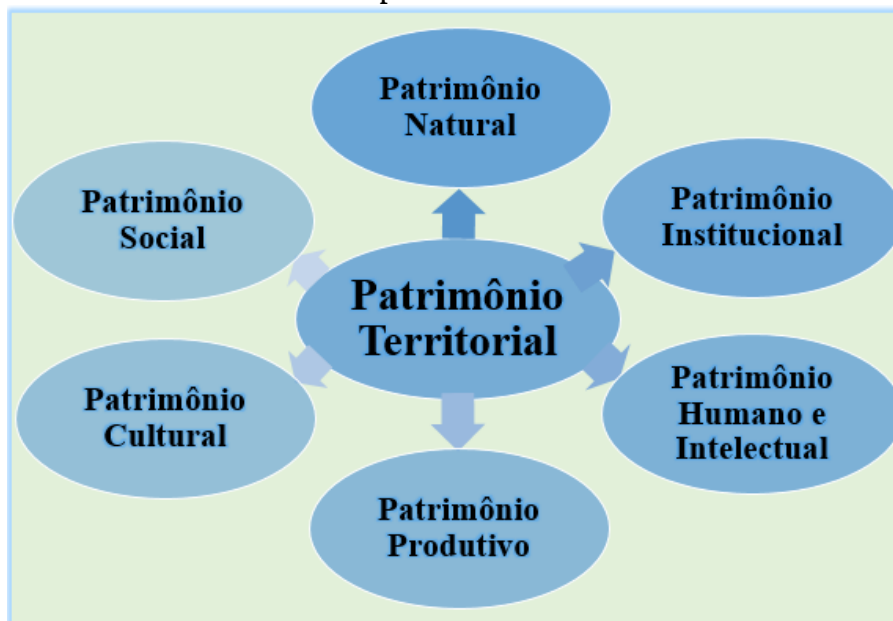 Patrimônio
Natural
Patrimônio
Social
Patrimônio
Institucional
Patrimônio
Territorial
Patrimônio
Cultural
Patrimônio
Humano e
Intelectual
Patrimônio
Produtivo